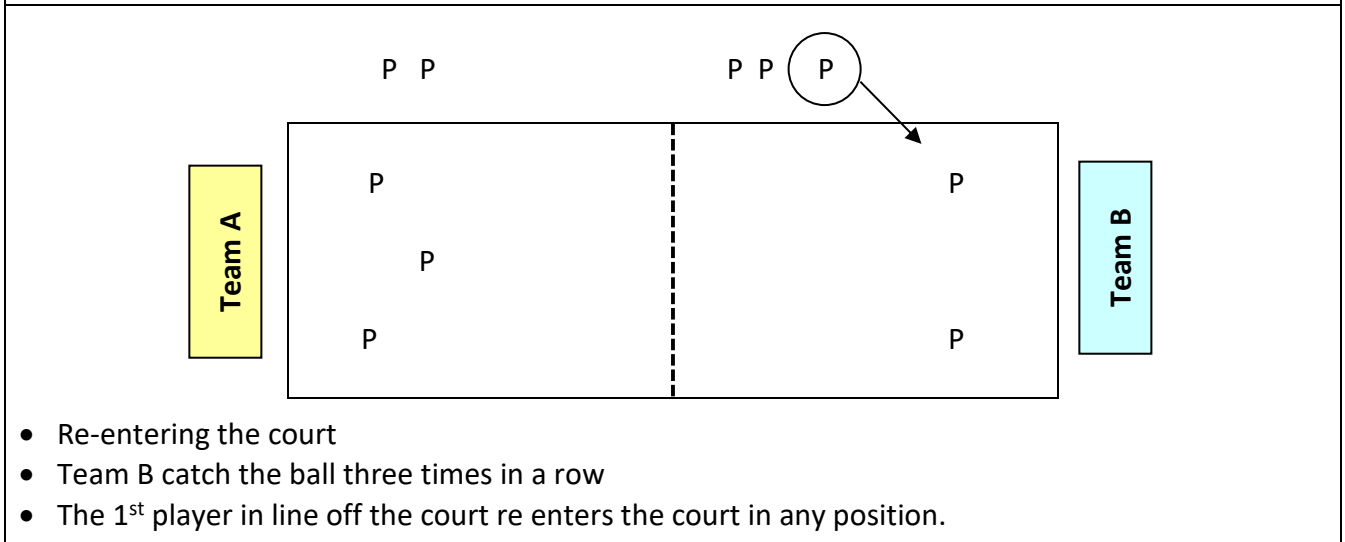 P P P P P
P P
Team A
Team B
P
P P
• Re-entering the court
• Team B catch the ball three times in a row
• The 1st player in line off the court re enters the court in any position.